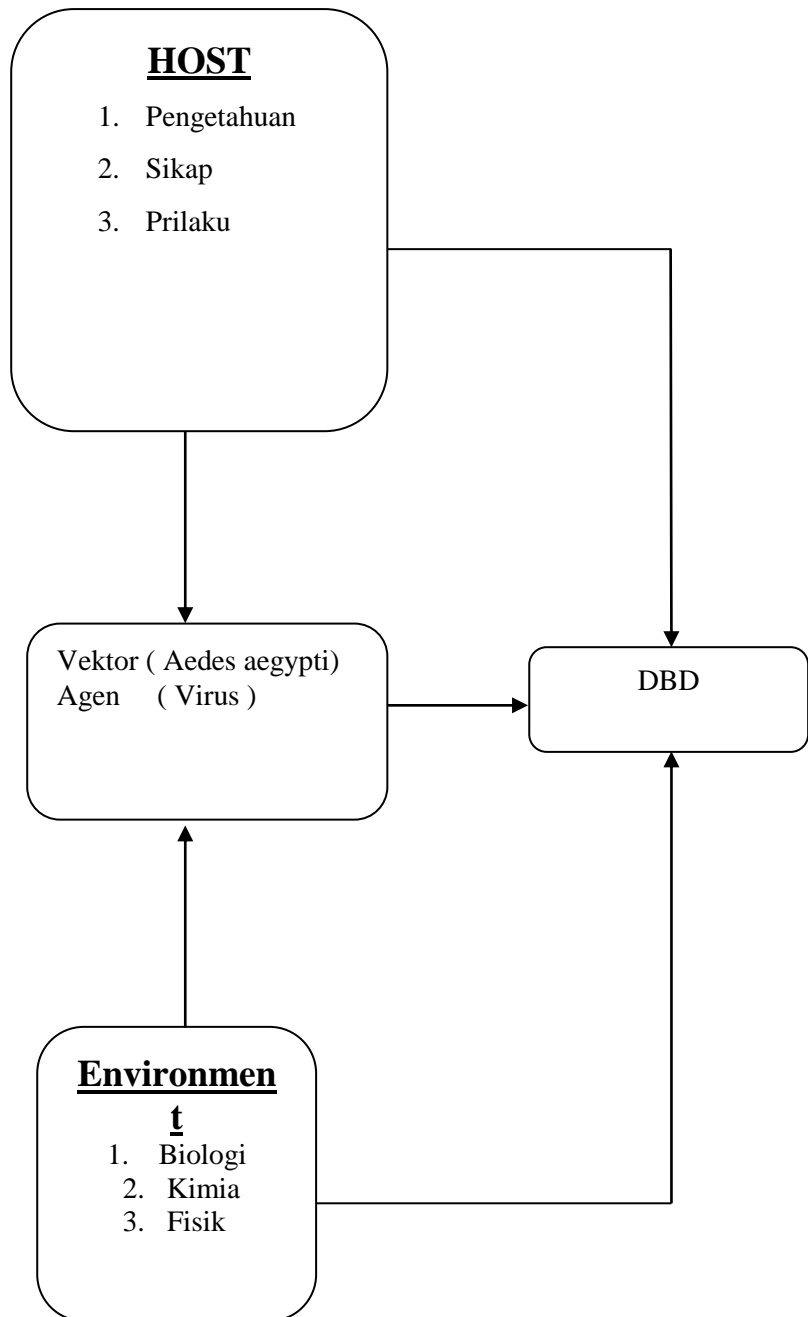 HOST
1. Pengetahuan
2. Sikap
3. Prilaku
Vektor ( Aedes aegypti)
Agen ( Virus )
DBD
Environmen
t
1. Biologi
2. Kimia
3. Fisik